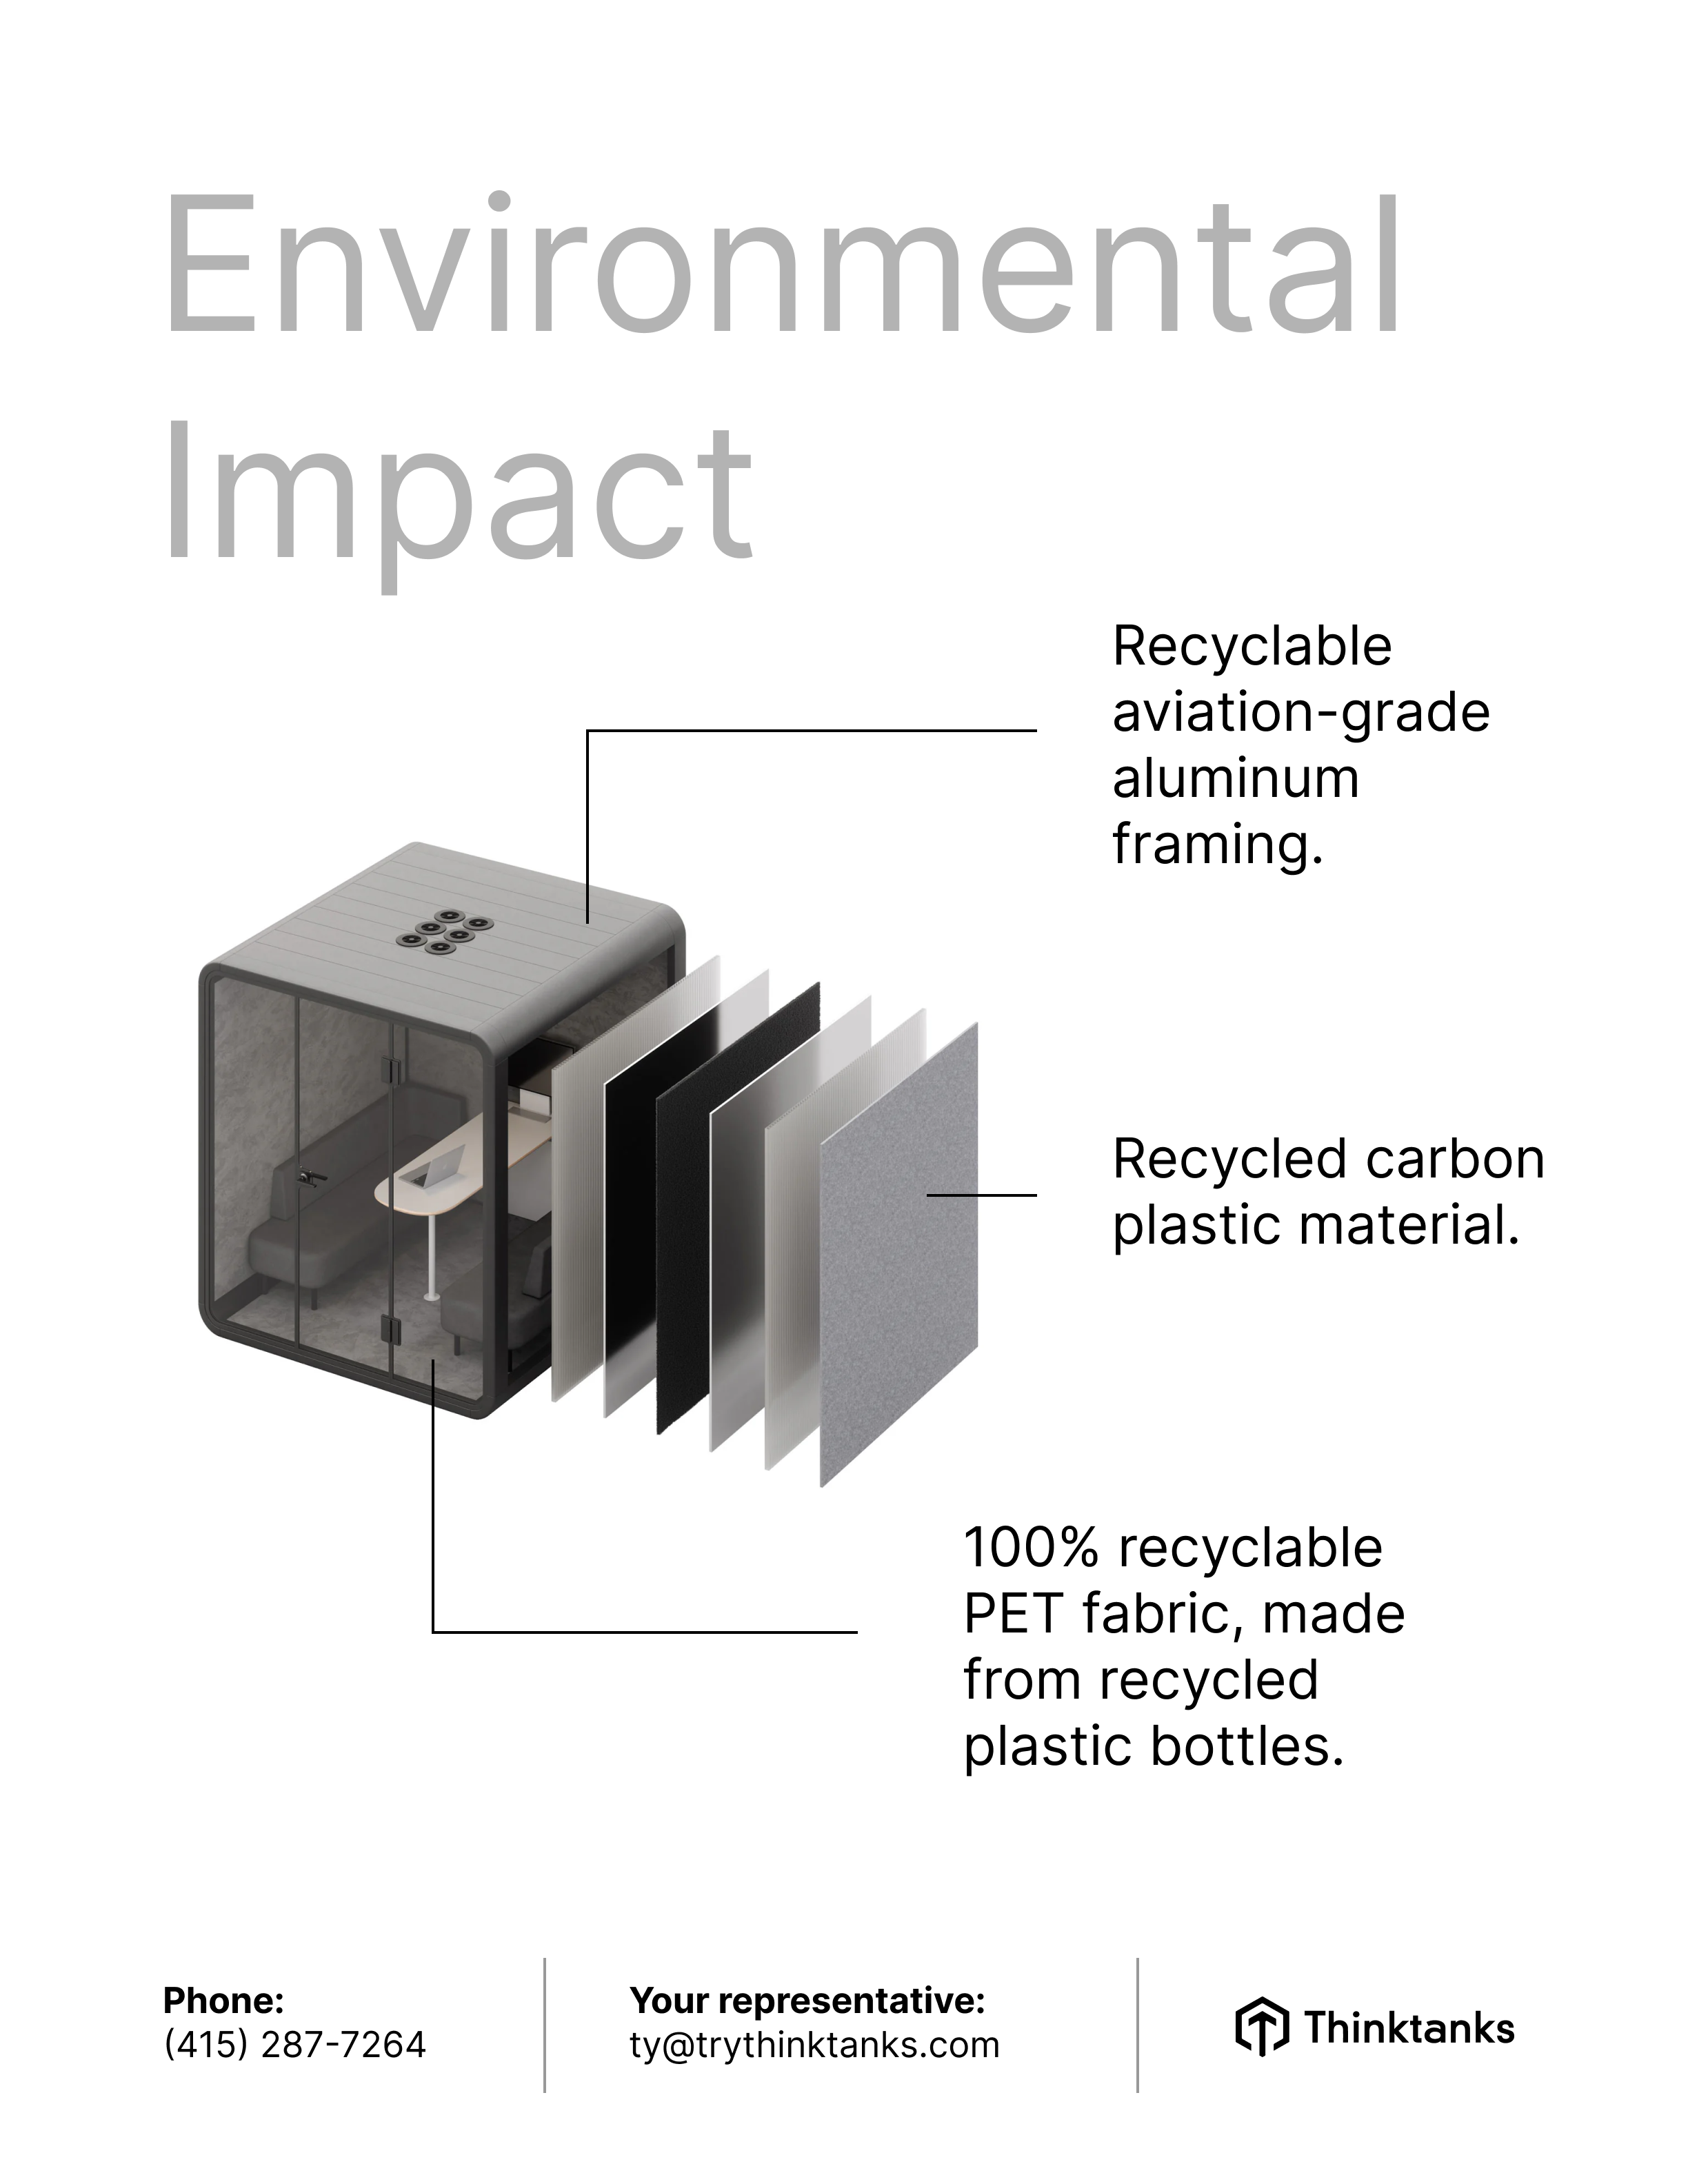 Environmental
Impact
Recyclable
aviation-grade
aluminum
framing.
Recycled carbon
plastic material.
100% recyclable
PET fabric, made
from recycled
plastic bottles.
Phone:
(415) 287-7264
Your representative:
ty@trythinktanks.com
Thinktanks